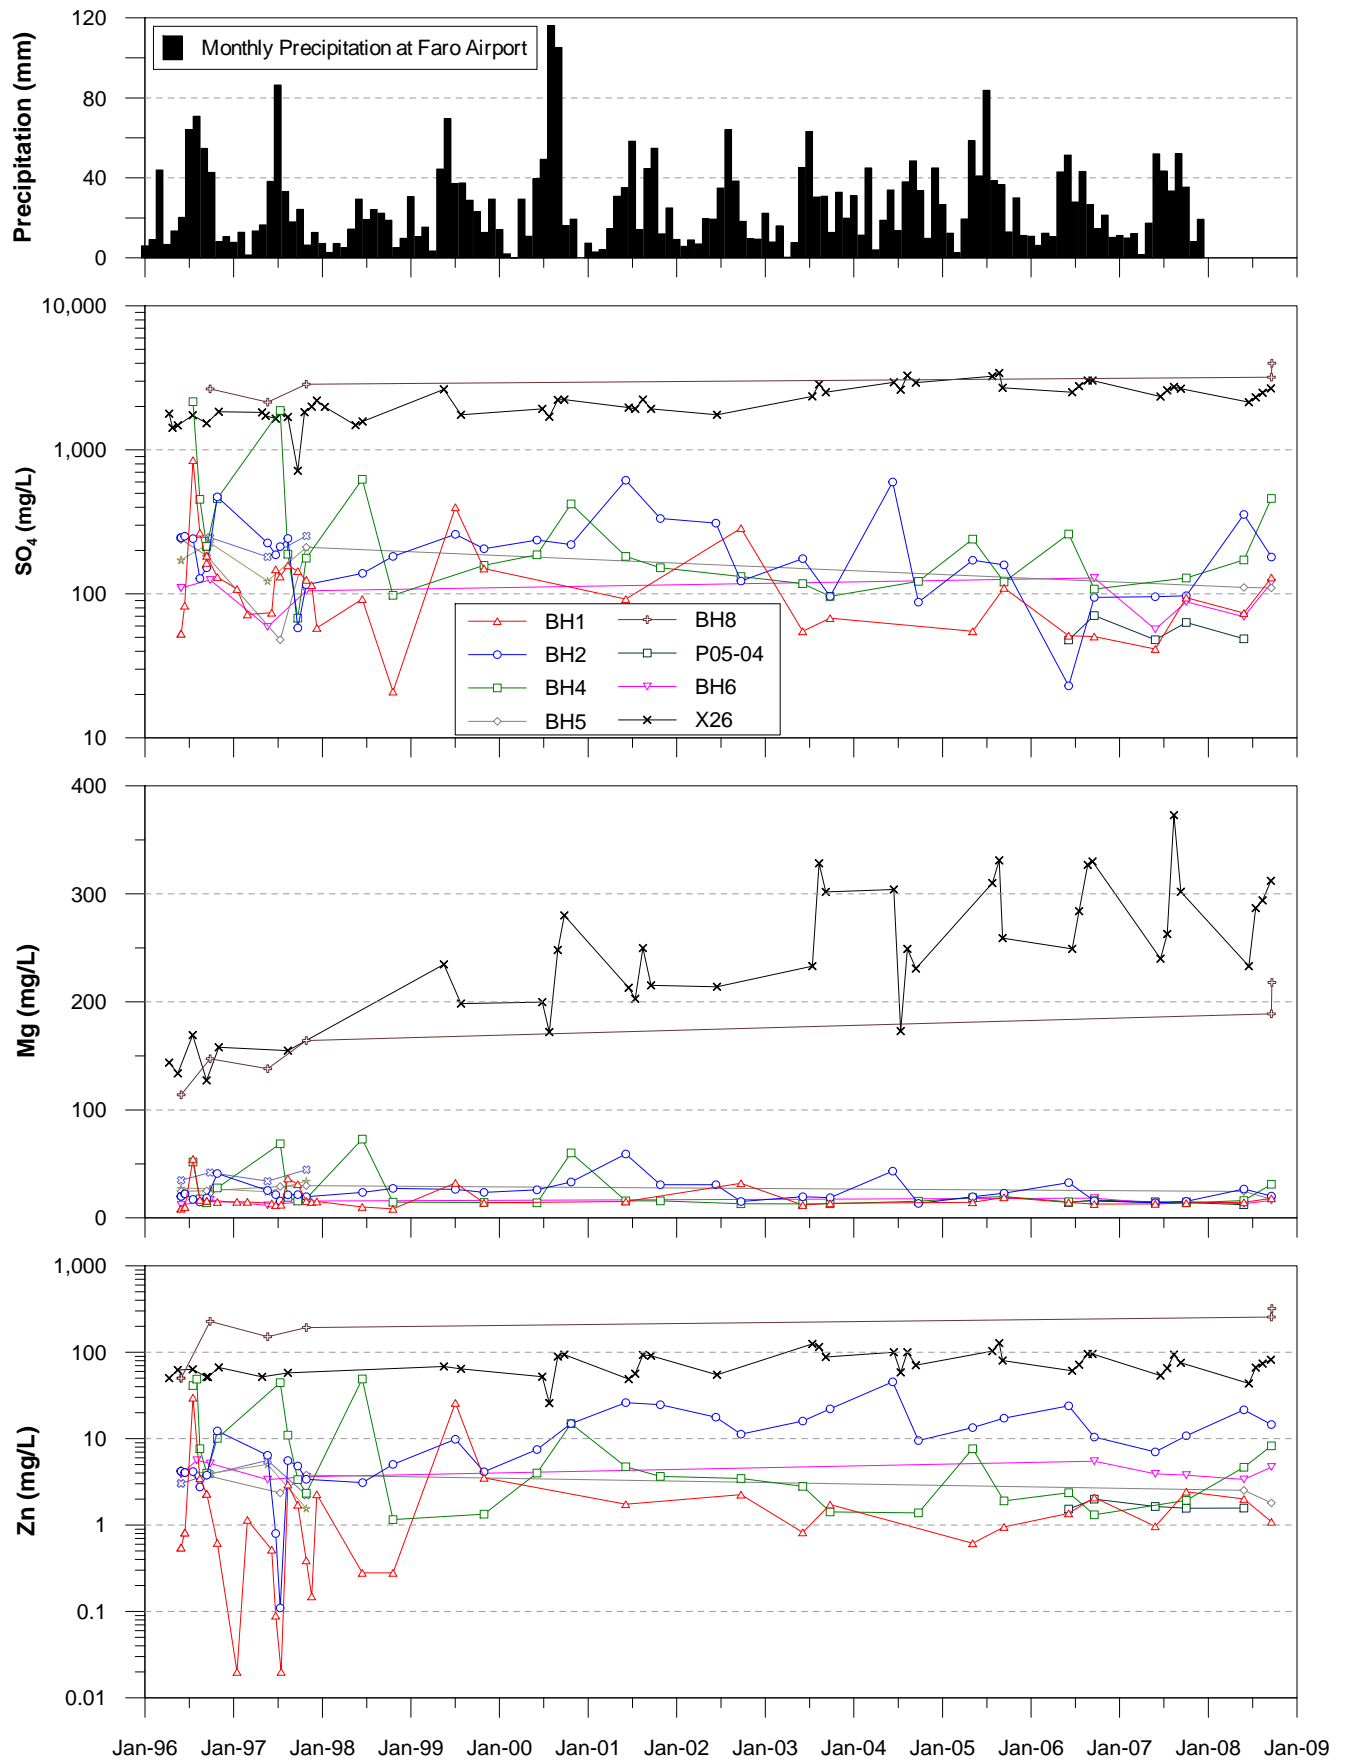 120
80
40
0
Precipitation (mm)
Monthly Precipitation at Faro Airport
10,000
1,000
100
10
SO4 (mg/L)
BH1 BH8
BH2 P05-04
BH4 BH6
BH5 X26
400
300
200
100
0
Mg (mg/L)
1,000
100
10
1
0.1
0.01
Zn (mg/L)
Jan-96 Jan-97 Jan-98 Jan-99 Jan-00 Jan-01 Jan-02 Jan-03 Jan-04 Jan-05 Jan-06 Jan-07 Jan-08 Jan-09